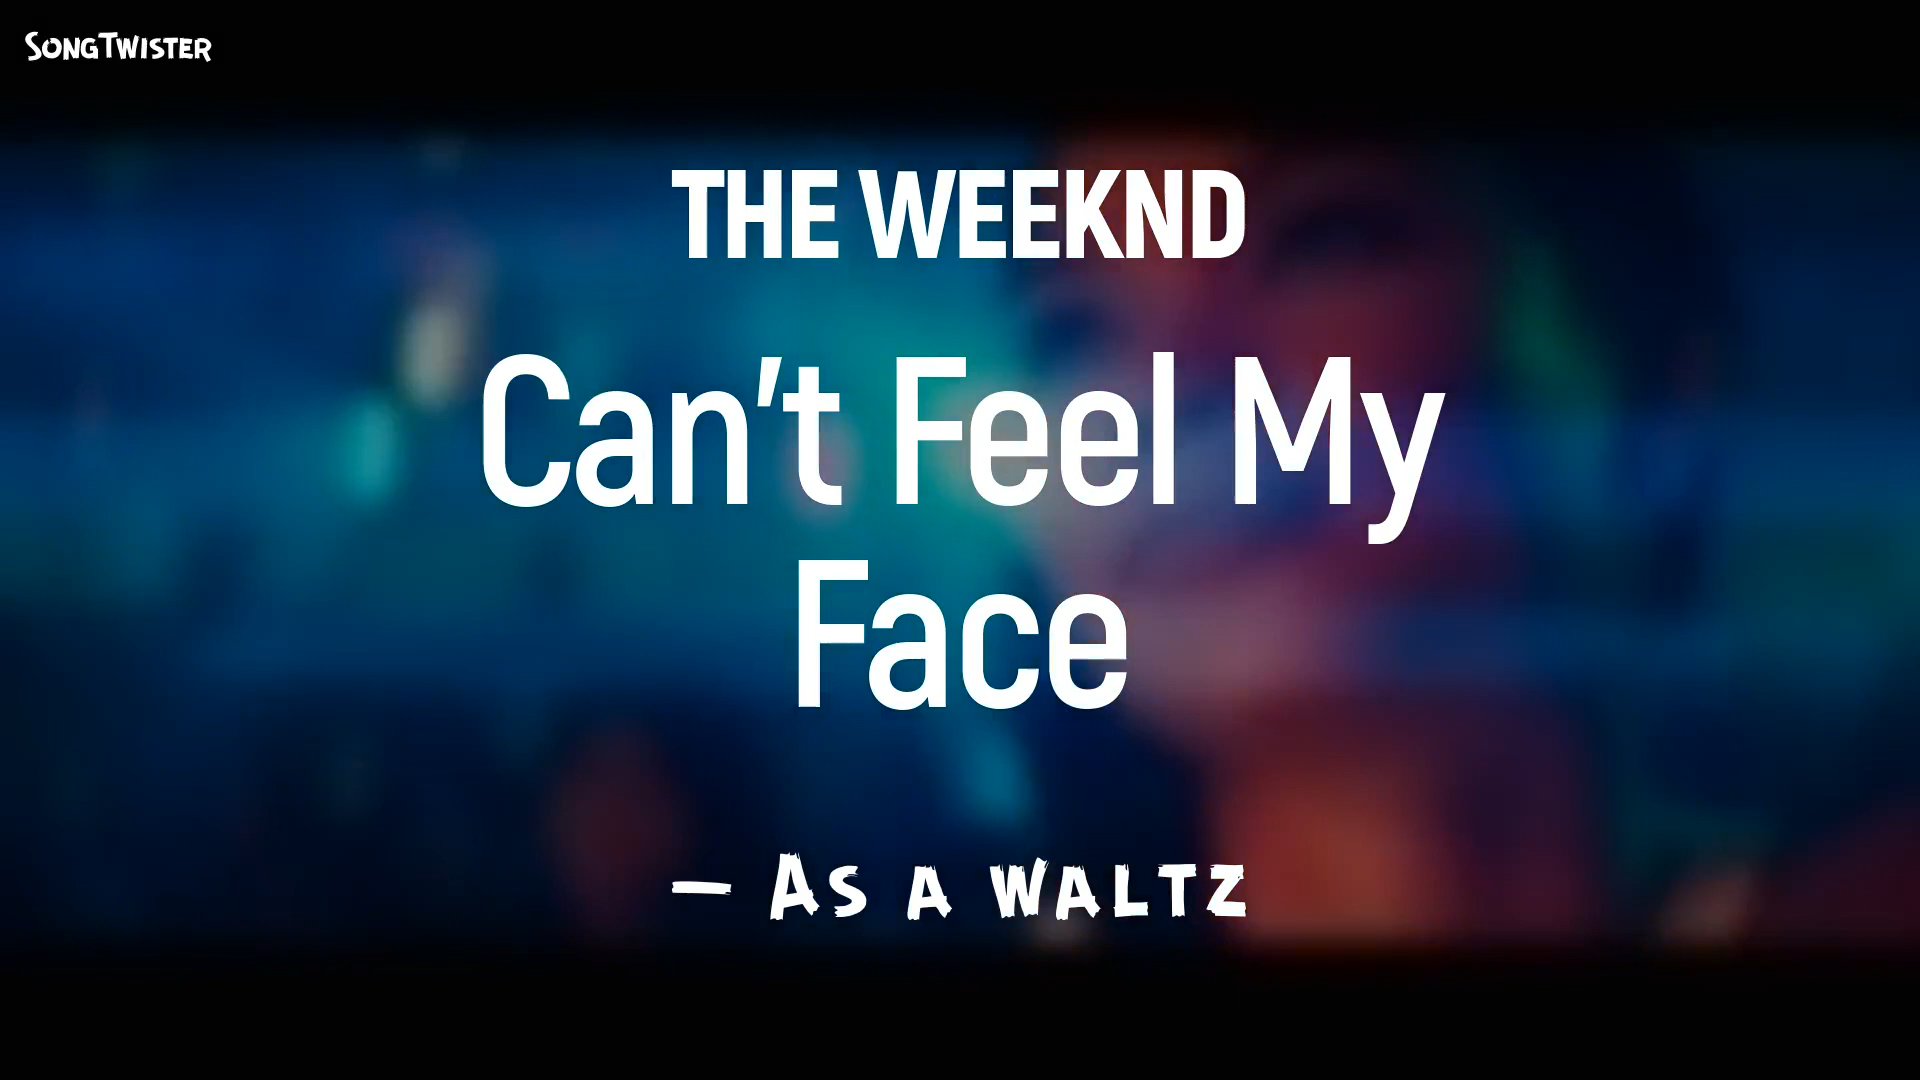 SongTwister
THE WEEKND
Can't Feel My
Face
– As a waltz